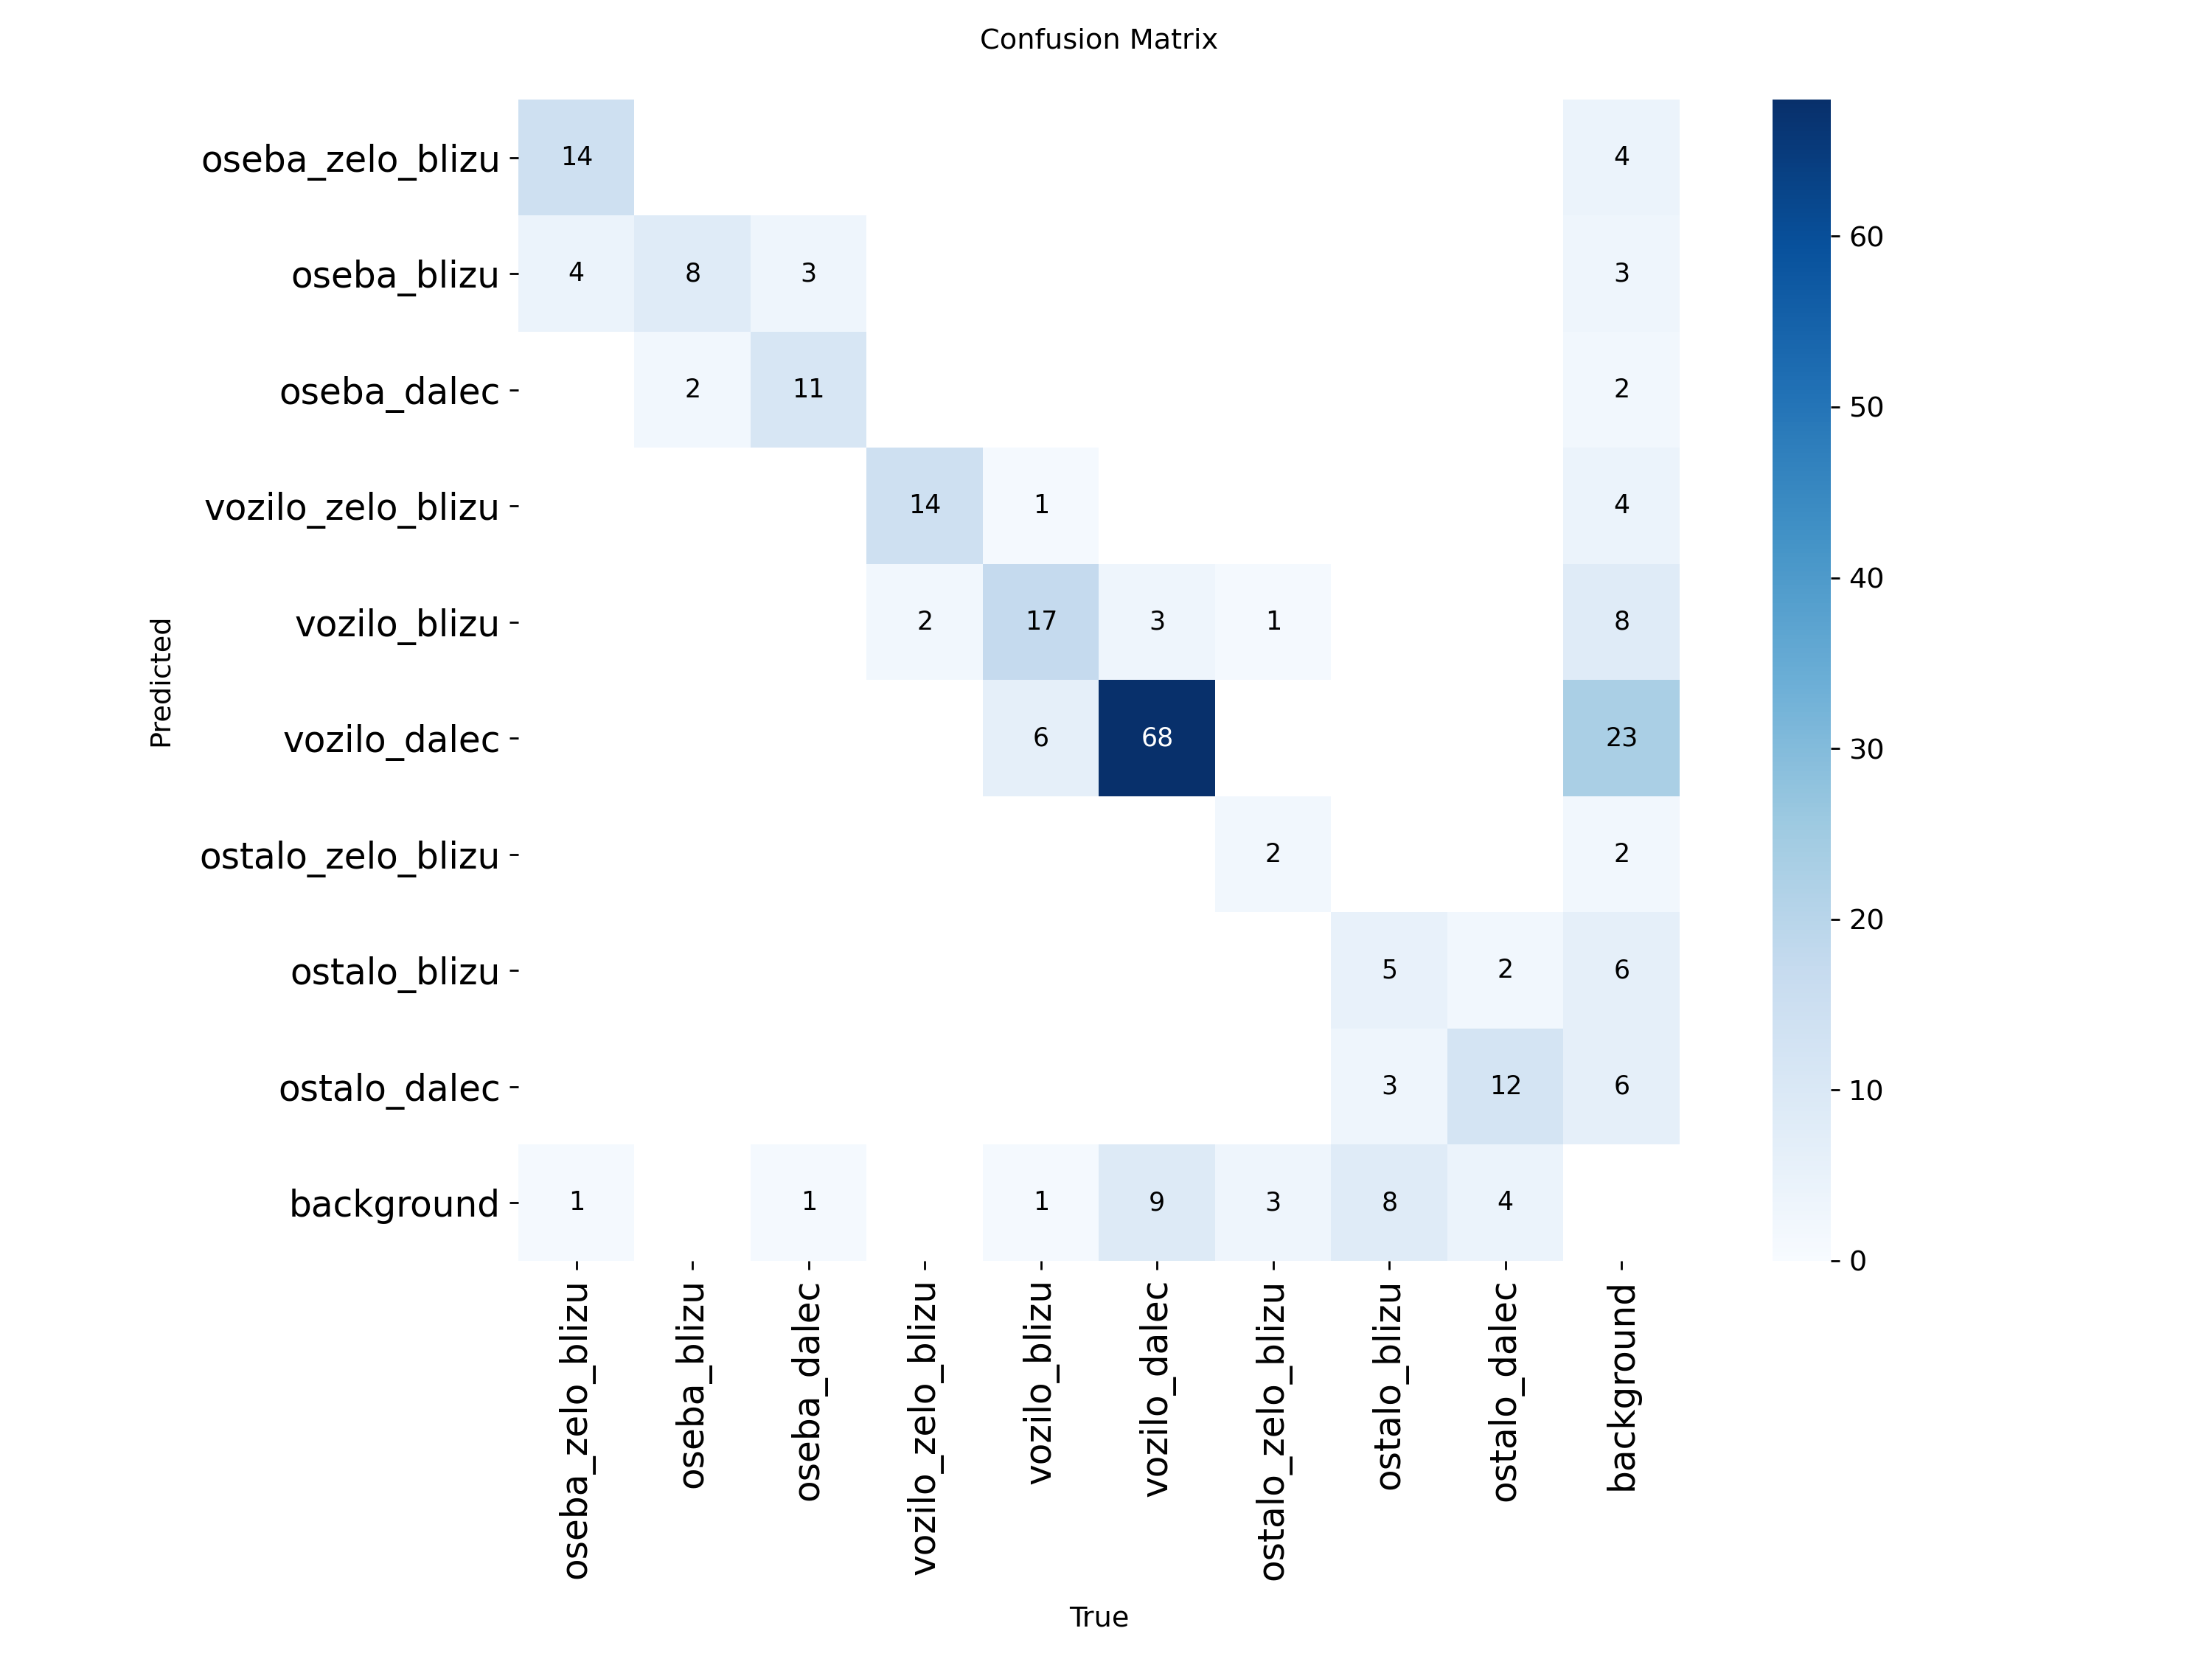 Confusion Matrix
oseba_zelo_blizu 14 4
oseba_blizu 4 8 3 3
oseba_dalec 2 11 2
vozilo_zelo_blizu 14 1 4
vozilo_blizu 2 17 3 1 8
vozilo_dalec 6 68 23
ostalo_zelo_blizu 2 2
ostalo_blizu 5 2 6
ostalo_dalec 3 12 6
background 1 1 1 9 3 8 4
Predicted
oseba_zelo_blizu
oseba_blizu
oseba_dalec
vozilo_zelo_blizu
vozilo_blizu
vozilo_dalec
ostalo_zelo_blizu
ostalo_blizu
ostalo_dalec
background
True
60
50
40
30
20
10
0